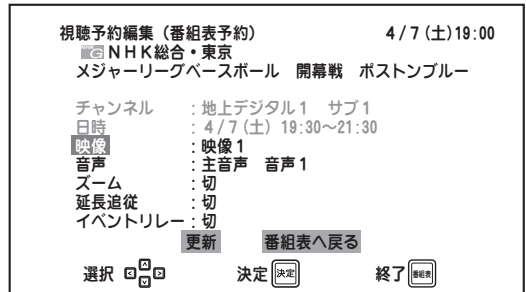 視聴予約編集（番組表予約） 4/7(土)19:00
NHK G NHK総合・東京
メジャーリーグベースボール 開幕戦 ボストンブルー
チャンネル ：地上デジタル1 サブ1
日時 ：4/7(土) 19:30〜21:30
映像 ：映像1
音声 ：主音声 音声1
ズーム ：切
延長追従 ：切
イベントリレー：切
更新 番組表へ戻る
選択 決定 決定 終了 番組表